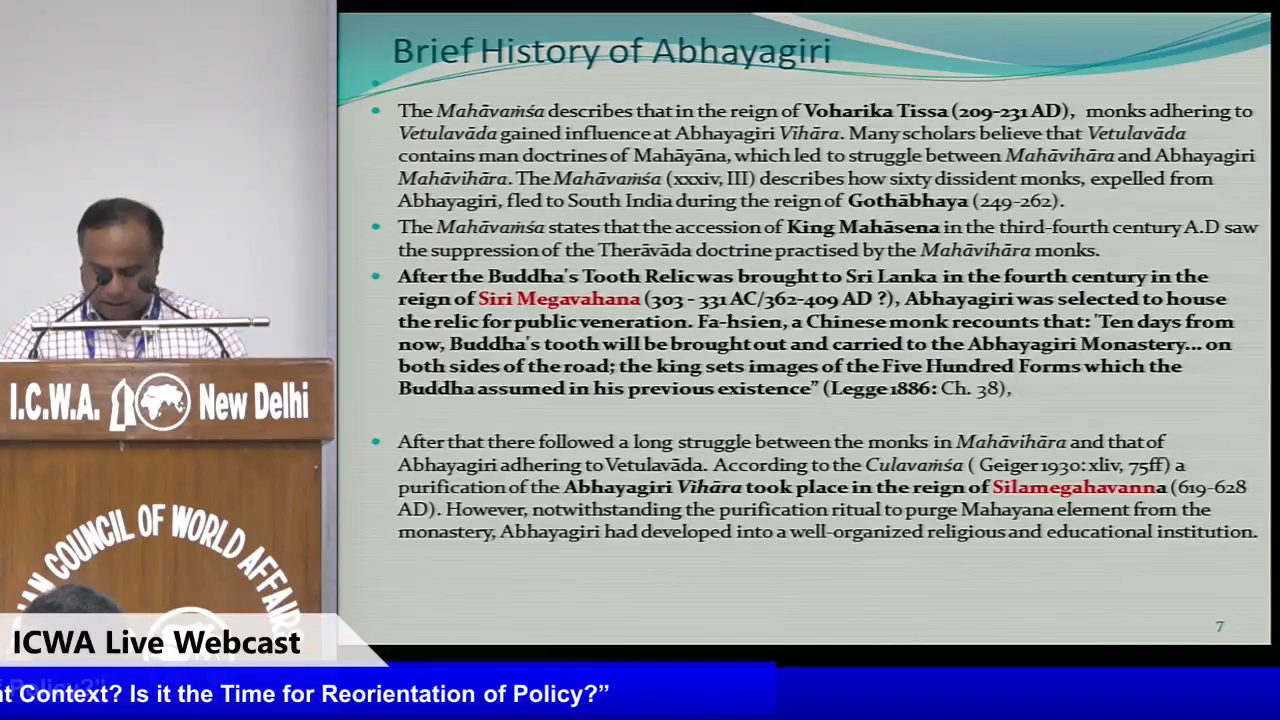 Brief History of Abhayagiri
The Mahāvaṁśa describes that in the reign of Voharika Tissa (209-231 AD), monks adhering to
Vetulavāda gained influence at Abhayagiri Vihāra. Many scholars believe that Vetulavāda
contains man doctrines of Mahāyāna, which led to struggle between Mahāvihāra and Abhayagiri
Mahāvihāra. The Mahāvaṁśa (xxxiv, III) describes how sixty dissident monks, expelled from
Abhayagiri, fled to South India during the reign of Gothābhaya (249-262).
The Mahāvaṁśa states that the accession of King Mahāsena in the third-fourth century A.D saw
the suppression of the Therāvāda doctrine practised by the Mahāvihāra monks.
After the Buddha's Tooth Relic was brought to Sri Lanka in the fourth century in the
reign of Siri Megavahana (303 - 331 AC/362-409 AD ?), Abhayagiri was selected to house
the relic for public veneration. Fa-hsien, a Chinese monk recounts that: 'Ten days from
now, Buddha's tooth will be brought out and carried to the Abhayagiri Monastery... on
both sides of the road; the king sets images of the Five Hundred Forms which the
Buddha assumed in his previous existence" (Legge 1886: Ch. 38),
After that there followed a long struggle between the monks in Mahāvihāra and that of
Abhayagiri adhering to Vetulavāda. According to the Culavaṁśa ( Geiger 1930: xliv, 75ff) a
purification of the Abhayagiri Vihāra took place in the reign of Silamegahavanna (619-628
AD). However, notwithstanding the purification ritual to purge Mahayana element from the
monastery, Abhayagiri had developed into a well-organized religious and educational institution.
7
I.C.W.A. New Delhi
COUNCIL OF WORLD AFFAIRS
ICWA Live Webcast
t Context? Is it the Time for Reorientation of Policy?”